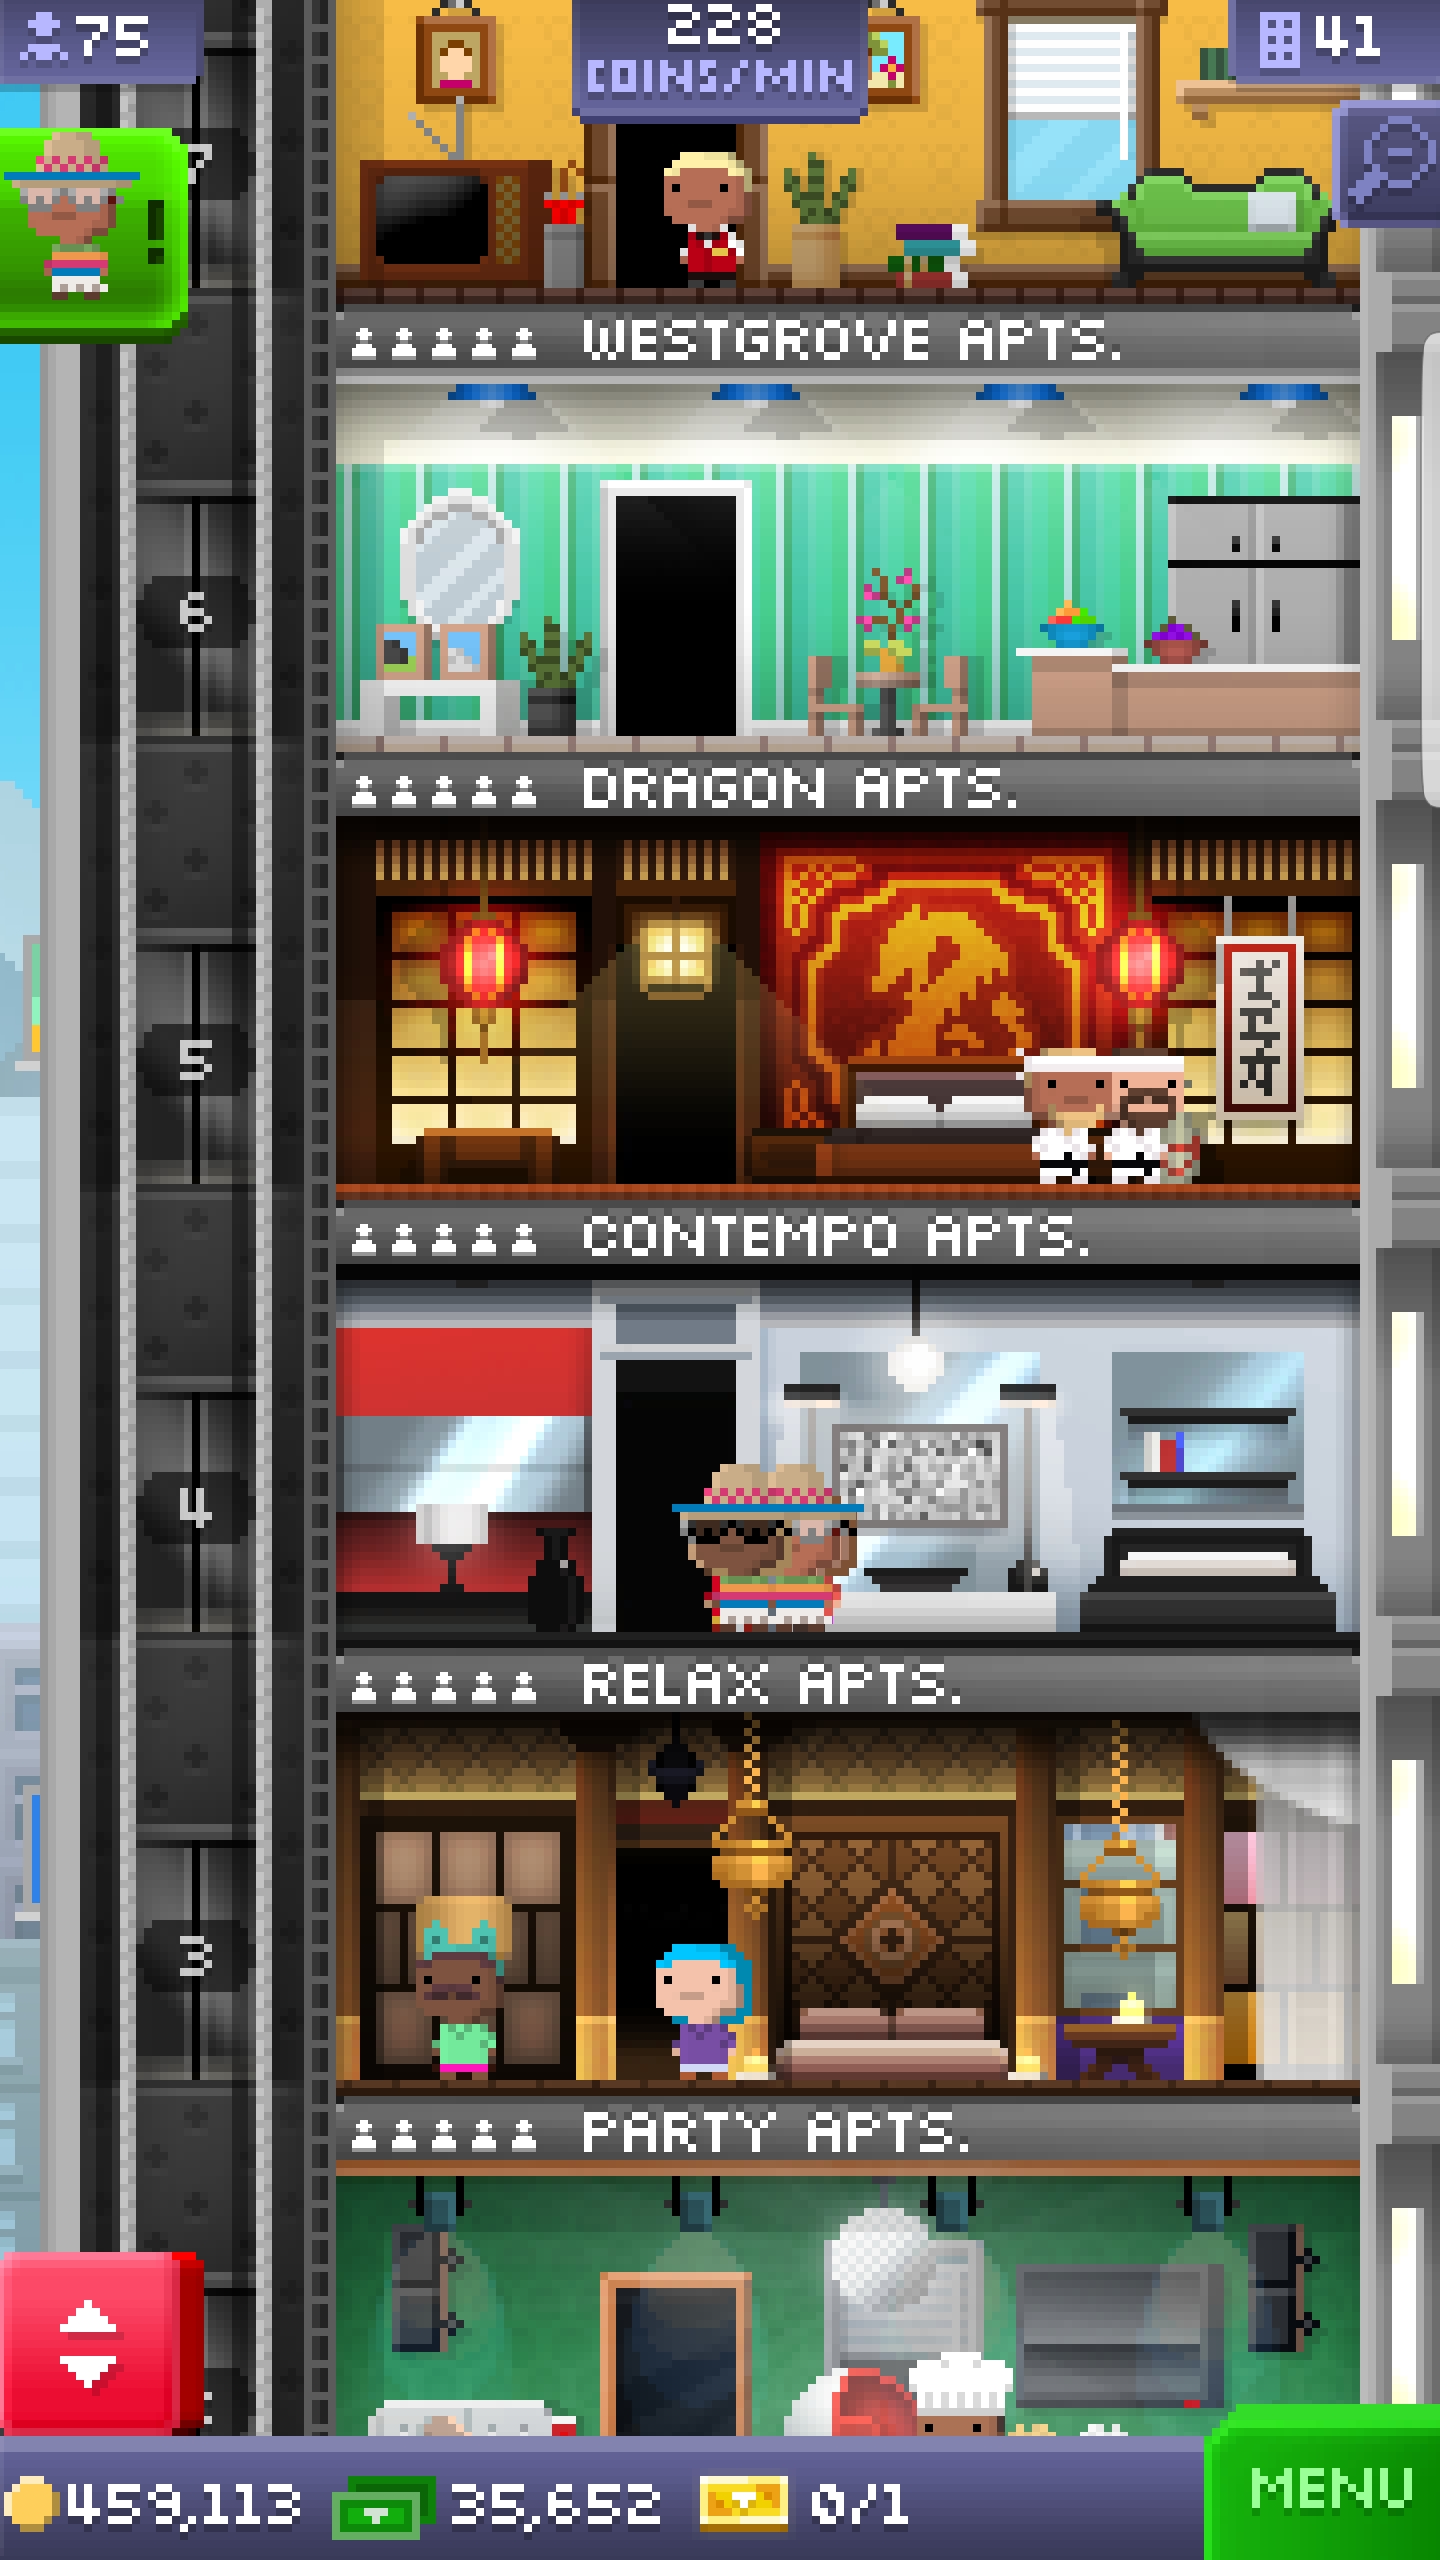 75
228
COINS/MIN
41
7
!
WESTGROVE APTS.
6
DRAGON APTS.
5
CONTEMPO APTS.
4
RELAX APTS.
3
PARTY APTS.
459,113
35,652
0/1
MENU